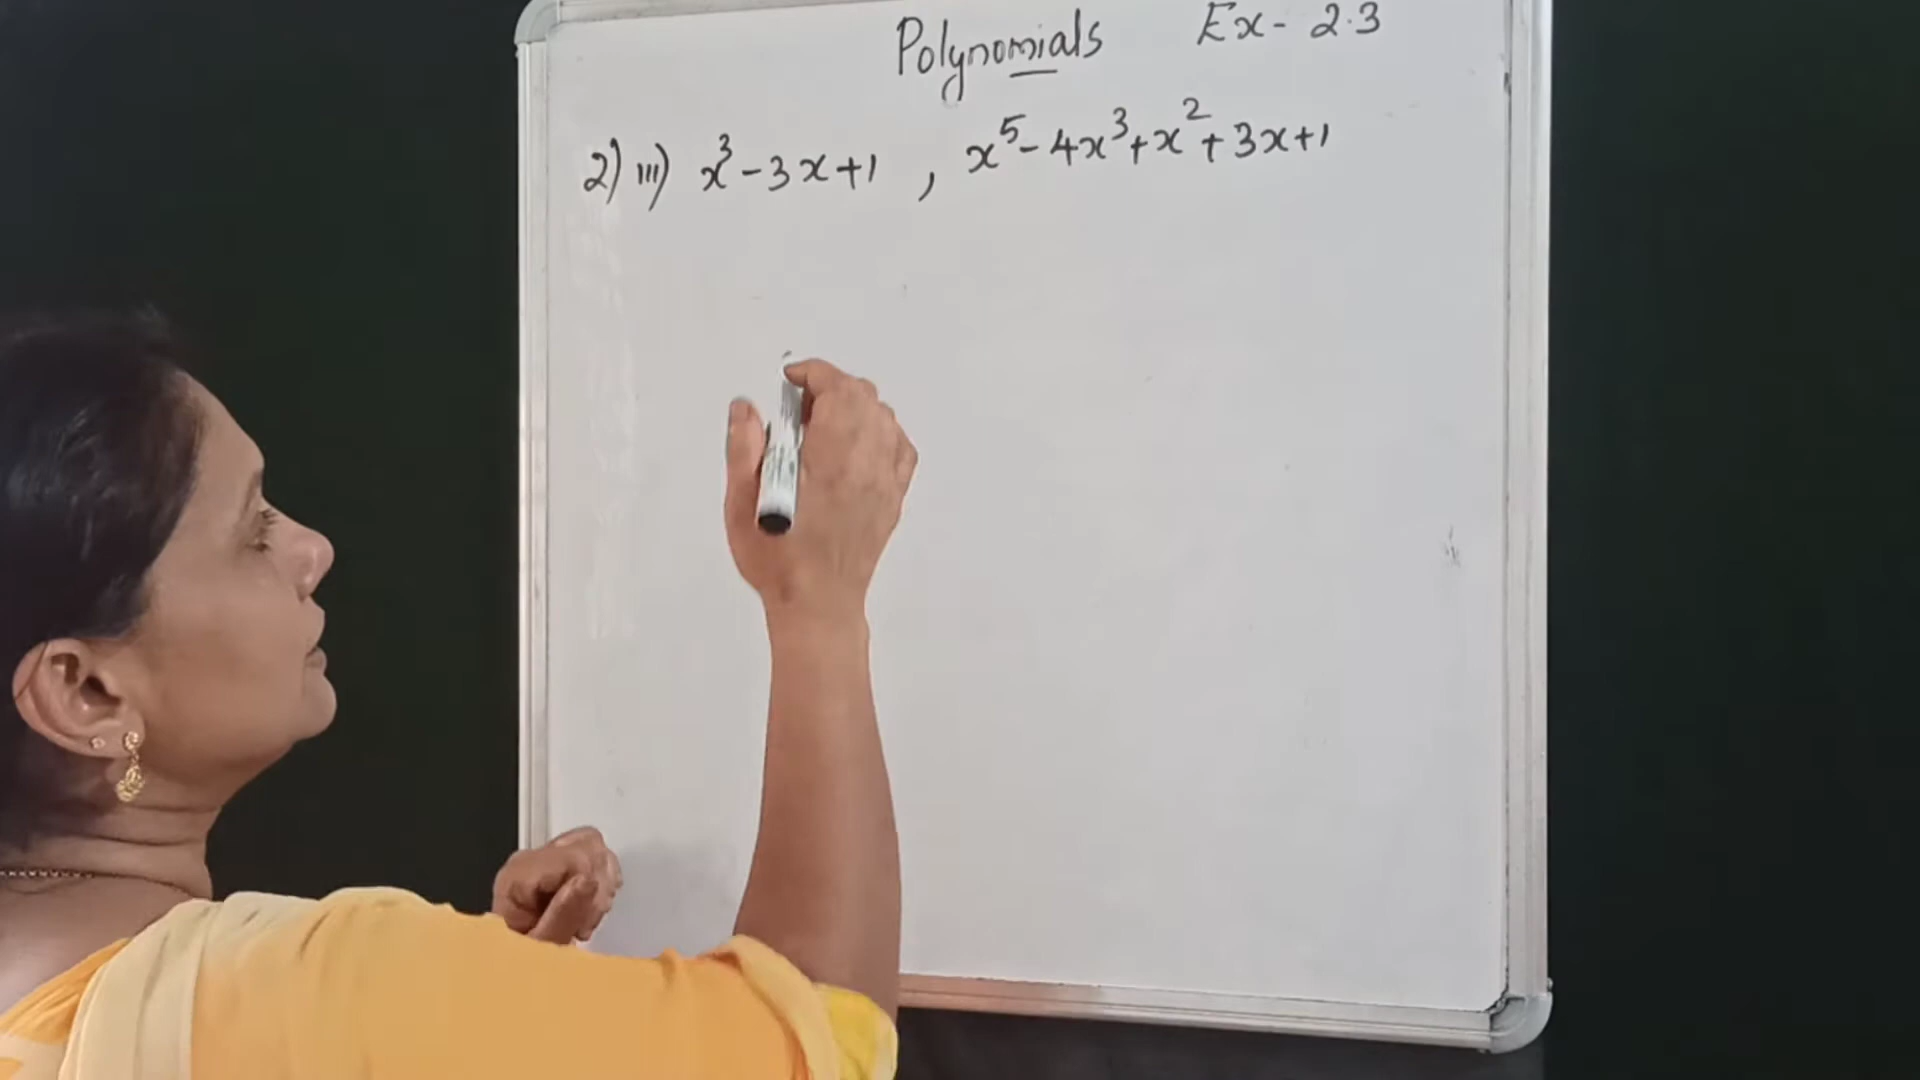 Polynomials Ex- 2.3
2) iii) x³-3x+1 , x⁵-4x³+x²+3x+1